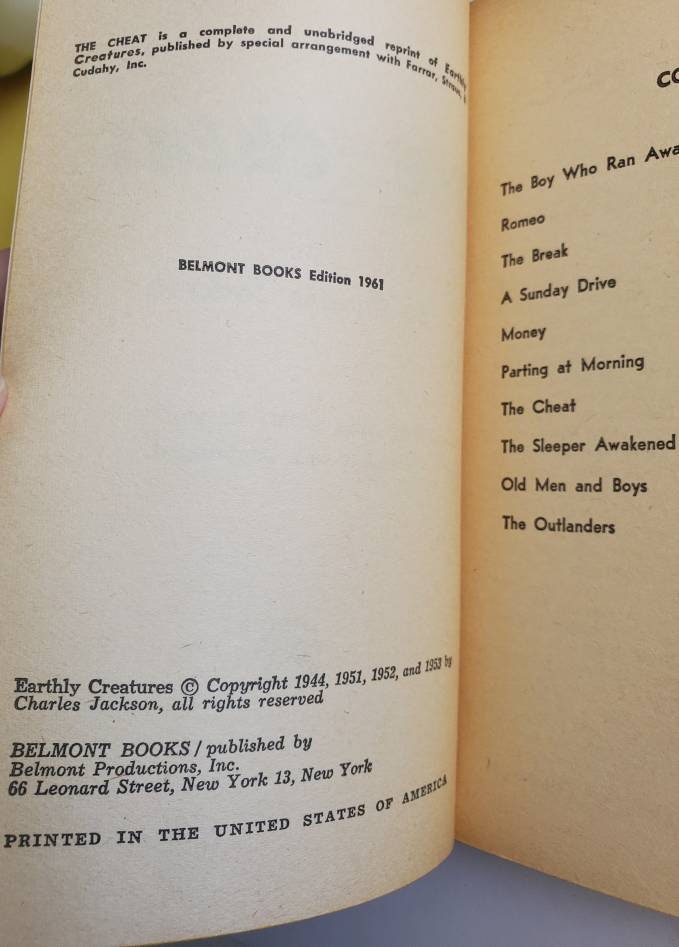 THE CHEAT is a complete and unabridged reprint of Earthly
Creatures, published by special arrangement with Farrar, Straus,
Cudahy, Inc.
BELMONT BOOKS Edition 1961
Earthly Creatures © Copyright 1944, 1951, 1952, and 1953 by
Charles Jackson, all rights reserved
BELMONT BOOKS / published by
Belmont Productions, Inc.
66 Leonard Street, New York 13, New York
PRINTED IN THE UNITED STATES OF AMERICA
CO
The Boy Who Ran Awa
Romeo
The Break
A Sunday Drive
Money
Parting at Morning
The Cheat
The Sleeper Awakened
Old Men and Boys
The Outlanders